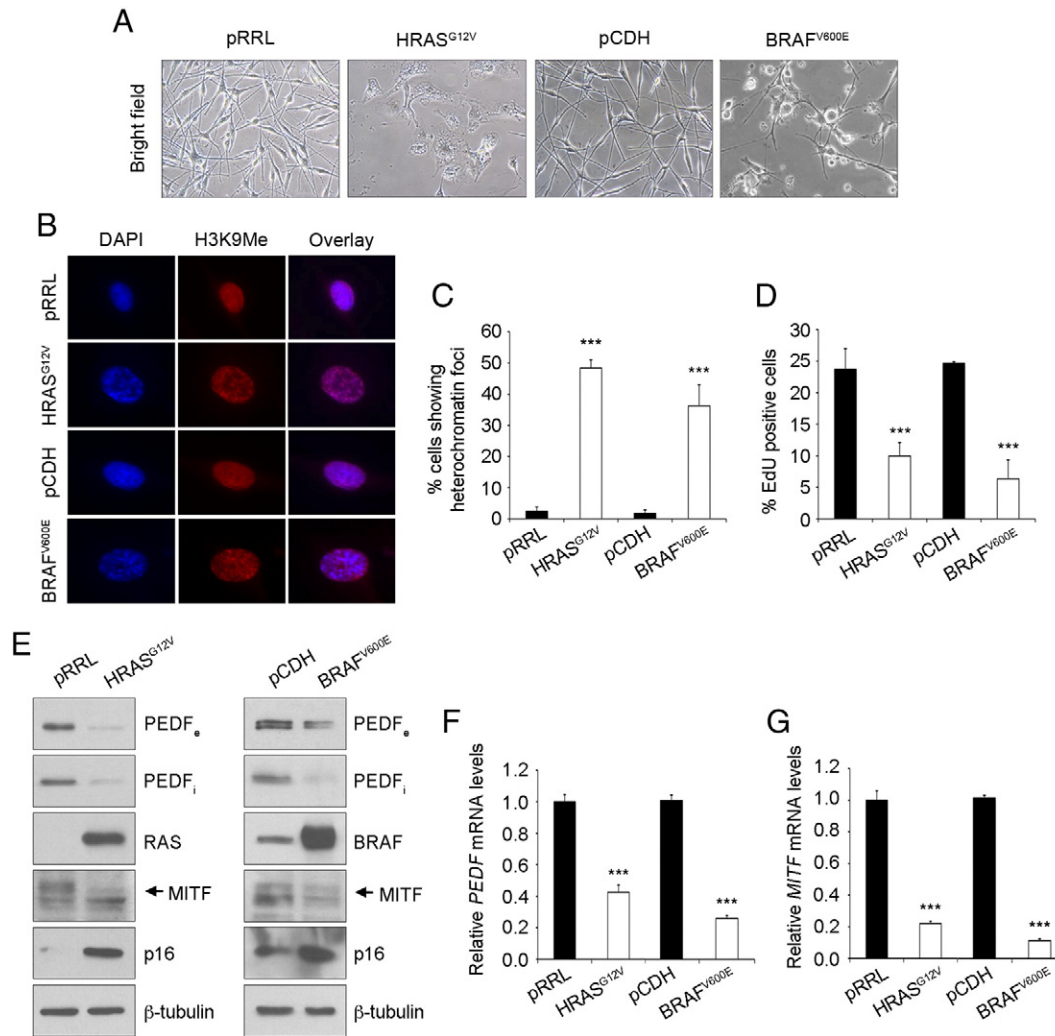 A
pRRL HRASG12V pCDH BRAFV600E
Bright field
B
DAPI H3K9Me Overlay
pRRL
HRASG12V
pCDH
BRAFV600E
C
% cells showing
heterochromatin foci
60
50
40
30
20
10
0
***
***
pRRL HRASG12V pCDH BRAFV600E
D
% EdU positive cells
30
25
20
15
10
5
0
***
***
pRRL HRASG12V pCDH BRAFV600E
E
pRRL HRASG12V
PEDFe
PEDFi
RAS
MITF
p16
β-tubulin
pCDH BRAFV600E
PEDFe
PEDFi
BRAF
MITF
p16
β-tubulin
F
Relative PEDF mRNA levels
1.2
1.0
0.8
0.6
0.4
0.2
0.0
***
***
pRRL HRASG12V pCDH BRAFV600E
G
Relative MITF mRNA levels
1.2
1.0
0.8
0.6
0.4
0.2
0.0
***
***
pRRL HRASG12V pCDH BRAFV600E